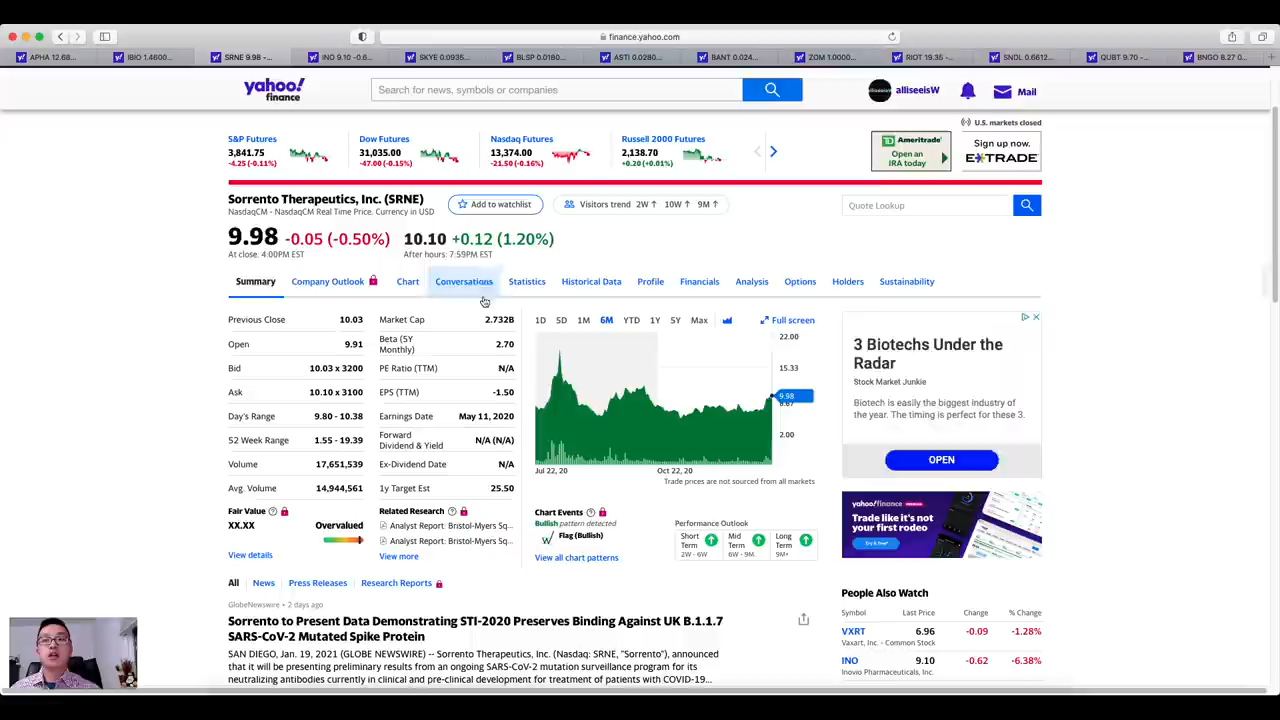 finance.yahoo.com
APHA 12.68...
IBIO 1.4600...
SRNE 9.98 -...
INO 9.10 -0.6...
SKYE 0.0935...
BLSP 0.0180...
ASTI 0.0280...
BANT 0.024...
ZOM 1.0000...
RIOT 19.35 -...
SNDL 0.6612...
QUBT 9.70 -...
BNGO 8.27 0...
yahoo!
finance
Search for news, symbols or companies
alliseeisW
Mail
U.S. markets closed
S&P Futures
3,841.75
-4.25 (-0.11%)
Dow Futures
31,035.00
-47.00 (-0.15%)
Nasdaq Futures
13,374.00
-21.50 (-0.16%)
Russell 2000 Futures
2,138.70
+0.20 (+0.01%)
TD Ameritrade
Open an
IRA today
Sign up now.
E*TRADE
Sorrento Therapeutics, Inc. (SRNE)
NasdaqCM - NasdaqCM Real Time Price. Currency in USD
Add to watchlist
Visitors trend 2W↑ 10W↑ 9M↑
Quote Lookup
9.98 -0.05 (-0.50%)
At close: 4:00PM EST
10.10 +0.12 (1.20%)
After hours: 7:59PM EST
Summary
Company Outlook
Chart
Conversations
Statistics
Historical Data
Profile
Financials
Analysis
Options
Holders
Sustainability
Previous Close 10.03
Open 9.91
Bid 10.03 x 3200
Ask 10.10 x 3100
Day's Range 9.80 - 10.38
52 Week Range 1.55 - 19.39
Volume 17,651,539
Avg. Volume 14,944,561
Market Cap 2.732B
Beta (5Y
Monthly) 2.70
PE Ratio (TTM) N/A
EPS (TTM) -1.50
Earnings Date May 11, 2020
Forward
Dividend & Yield N/A (N/A)
Ex-Dividend Date N/A
1y Target Est 25.50
Fair Value
XX.XX Overvalued
View details
Related Research
Analyst Report: Bristol-Myers Sq...
Analyst Report: Bristol-Myers Sq...
View more
1D 5D 1M 6M YTD 1Y 5Y Max
Full screen
22.00
15.33
9.98
8.67
2.00
Jul 22, 20
Oct 22, 20
Trade prices are not sourced from all markets
Chart Events
Bullish pattern detected
Flag (Bullish)
View all chart patterns
Performance Outlook
Short
Term
2W - 6W
Mid
Term
6W - 9M
Long
Term
9M+
3 Biotechs Under the
Radar
Stock Market Junkie
Biotech is easily the biggest industry of
the year. The timing is perfect for these 3.
OPEN
yahoo!finance PREMIUM
Trade like it's not
your first rodeo
Try it now!
All News Press Releases Research Reports
GlobeNewswire • 2 days ago
Sorrento to Present Data Demonstrating STI-2020 Preserves Binding Against UK B.1.1.7
SARS-CoV-2 Mutated Spike Protein
SAN DIEGO, Jan. 19, 2021 (GLOBE NEWSWIRE) -- Sorrento Therapeutics, Inc. (Nasdaq: SRNE, "Sorrento"), announced
that it will be presenting preliminary results from an ongoing SARS-CoV-2 mutation surveillance program for its
neutralizing antibodies currently in clinical and pre-clinical development for treatment of patients with COVID-19...
People Also Watch
Symbol Last Price Change % Change
VXRT 6.96 -0.09 -1.28%
Vaxart, Inc. - Common Stock
INO 9.10 -0.62 -6.38%
Inovio Pharmaceuticals, Inc.